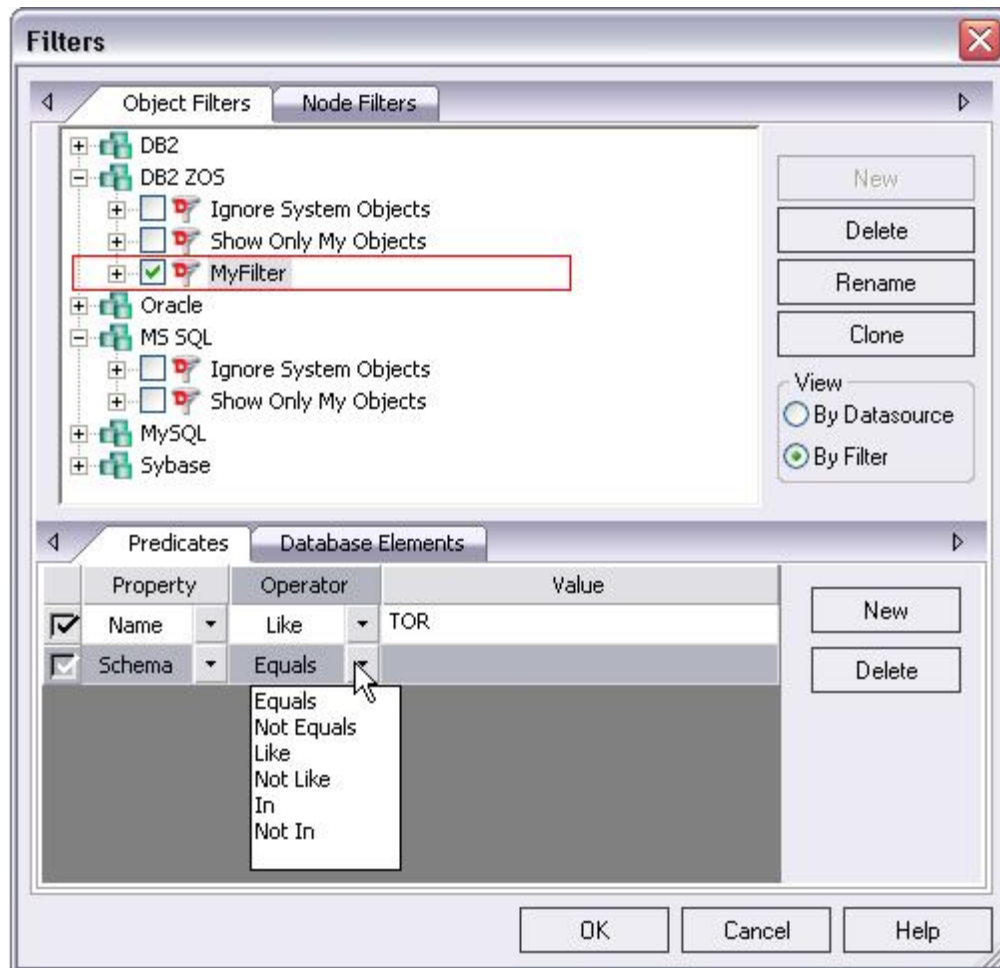 Filters
Object Filters Node Filters
DB2
DB2 ZOS
Ignore System Objects
Show Only My Objects
MyFilter
Oracle
MS SQL
Ignore System Objects
Show Only My Objects
MySQL
Sybase
New
Delete
Rename
Clone
View
By Datasource
By Filter
Predicates Database Elements
Property Operator Value
Name Like TOR
Schema Equals
Equals
Not Equals
Like
Not Like
In
Not In
New
Delete
OK Cancel Help